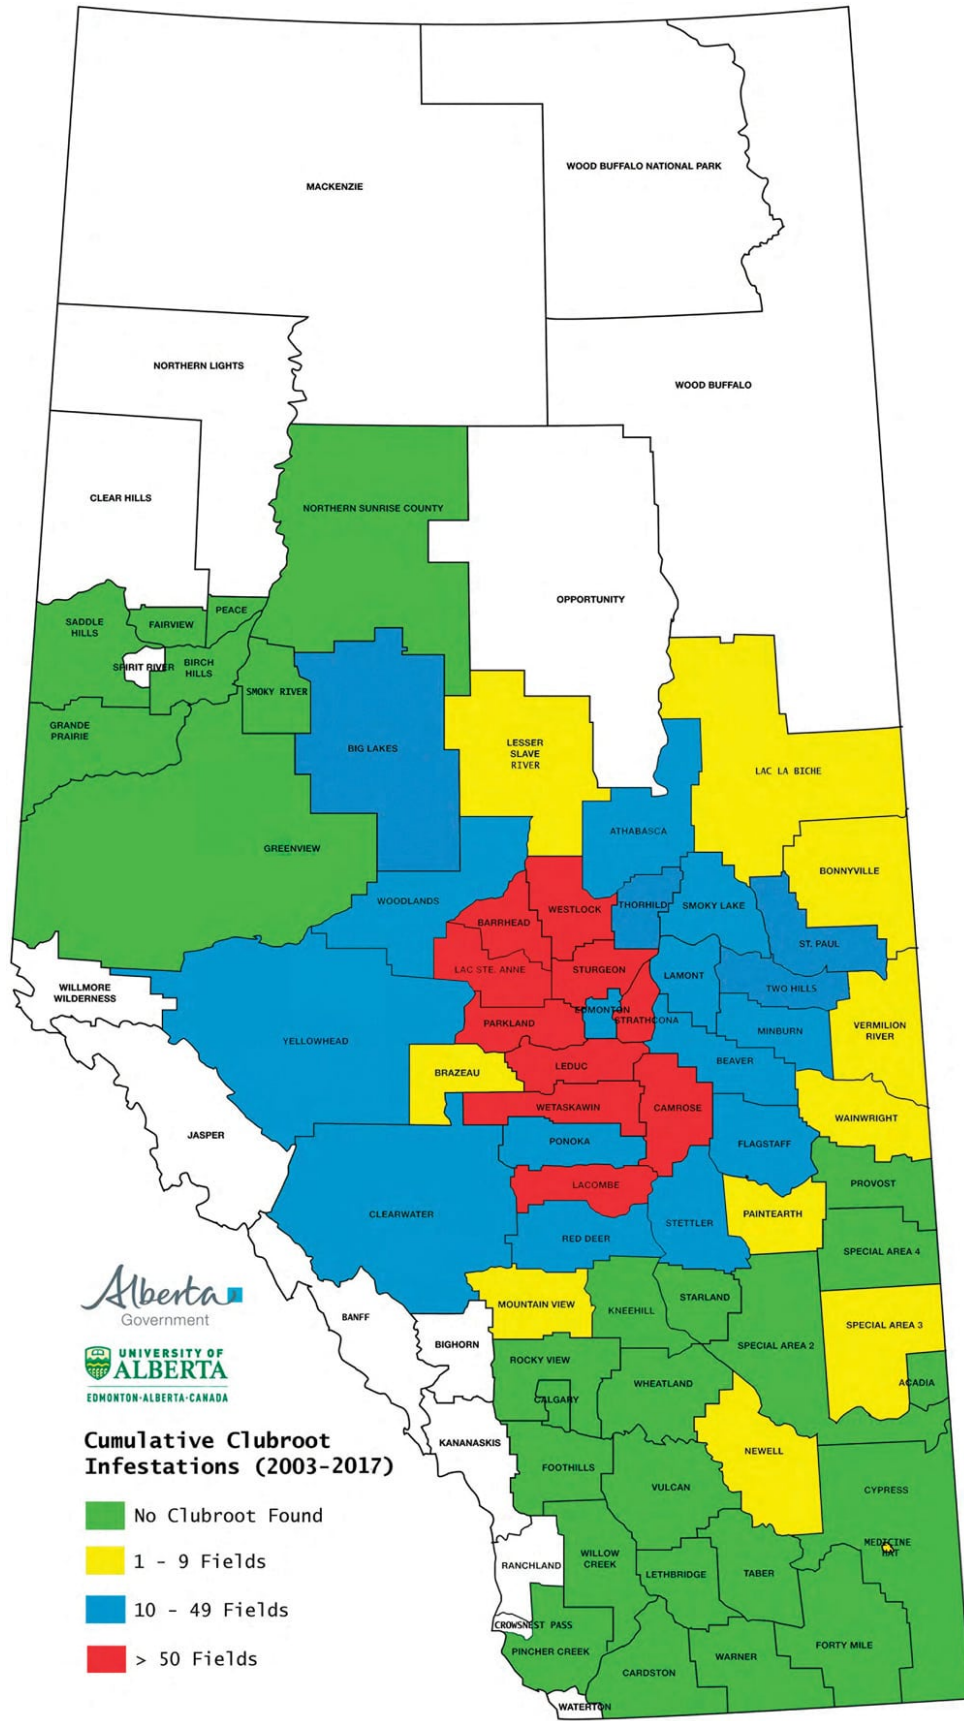 WOOD BUFFALO NATIONAL PARK
MACKENZIE
NORTHERN LIGHTS
WOOD BUFFALO
CLEAR HILLS
NORTHERN SUNRISE COUNTY
OPPORTUNITY
PEACE
SADDLE
HILLS
FAIRVIEW
SPIRIT RIVER
BIRCH
HILLS
SMOKY RIVER
GRANDE
PRAIRIE
BIG LAKES
LESSER
SLAVE
RIVER
LAC LA BICHE
ATHABASCA
GREENVIEW
BONNYVILLE
WOODLANDS
BARRHEAD
WESTLOCK
THORHILD
SMOKY LAKE
ST. PAUL
LAC STE. ANNE
STURGEON
LAMONT
TWO HILLS
WILLMORE
WILDERNESS
EDMONTON
STRATHCONA
PARKLAND
MINBURN
VERMILION
RIVER
YELLOWHEAD
BRAZEAU
LEDUC
BEAVER
WETASKIWIN
CAMROSE
WAINWRIGHT
JASPER
PONOKA
FLAGSTAFF
LACOMBE
PROVOST
CLEARWATER
PAINTEARTH
STETTLER
RED DEER
SPECIAL AREA 4
Alberta
Government
BANFF
MOUNTAIN VIEW
KNEEHILL
STARLAND
SPECIAL AREA 3
BIGHORN
SPECIAL AREA 2
UNIVERSITY OF
ALBERTA
EDMONTON·ALBERTA·CANADA
ROCKY VIEW
CALGARY
WHEATLAND
ACADIA
Cumulative Clubroot
Infestations (2003-2017)
KANANASKIS
NEWELL
FOOTHILLS
VULCAN
CYPRESS
No Clubroot Found
1 - 9 Fields
10 - 49 Fields
> 50 Fields
MEDICINE
HAT
RANCHLAND
WILLOW
CREEK
LETHBRIDGE
TABER
CROWSNEST PASS
PINCHER CREEK
FORTY MILE
WARNER
CARDSTON
WATERTON